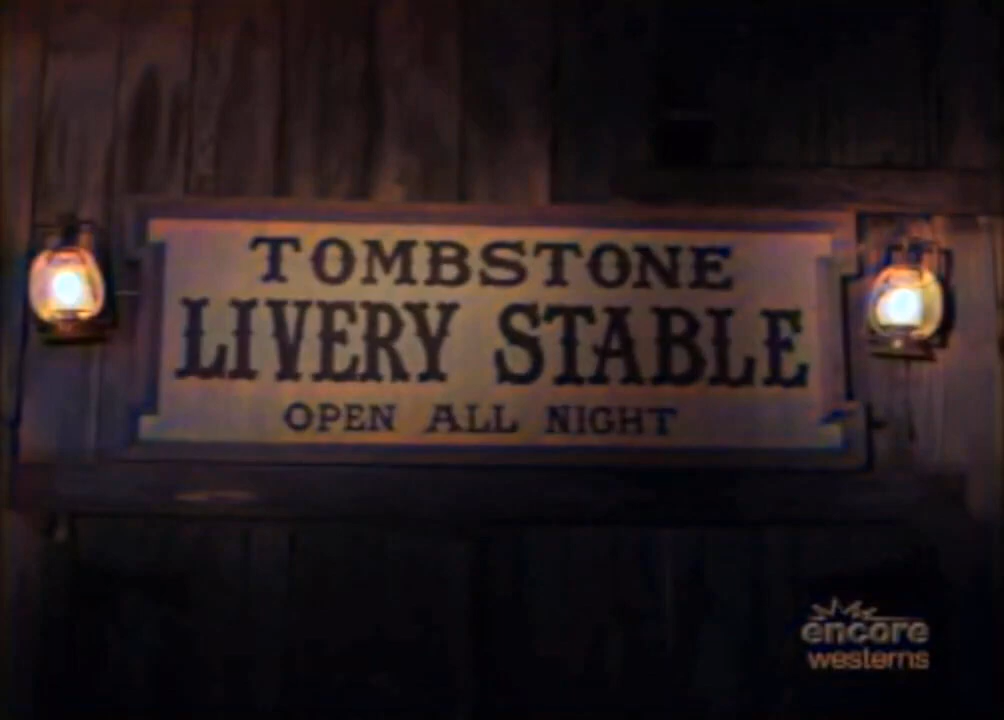 TOMBSTONE
LIVERY STABLE
OPEN ALL NIGHT
encore
westerns